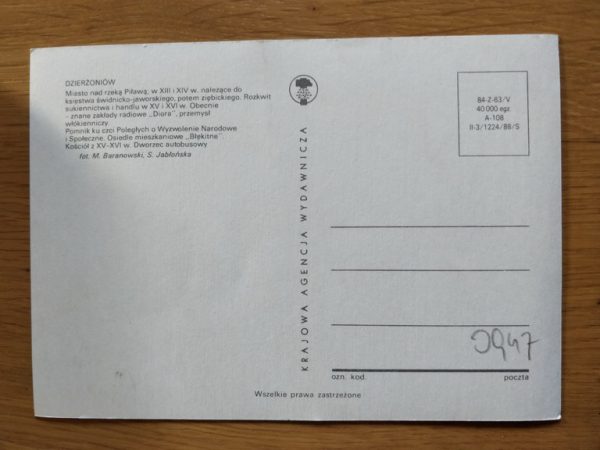 DZIERŻONIÓW
Miasto nad rzeką Piławą, w XIII i XIV w. należące do
księstwa świdnicko-jaworskiego, potem ziębickiego. Rozkwit
sukiennictwa i handlu w XV i XVI w. Obecnie
– znane zakłady radiowe „Diora", przemysł
włókienniczy.
Pomnik ku czci Poległych o Wyzwolenie Narodowe
i Społeczne. Osiedle mieszkaniowe „Błękitne".
Kościół z XV-XVI w. Dworzec autobusowy
fot. M. Baranowski, S. Jabłońska
KRAJOWA AGENCJA WYDAWNICZA
84-Z-63/V
40 000 egz.
A-108
II-3/1224/86/S
ozn. kod.
poczta
Wszelkie prawa zastrzeżone